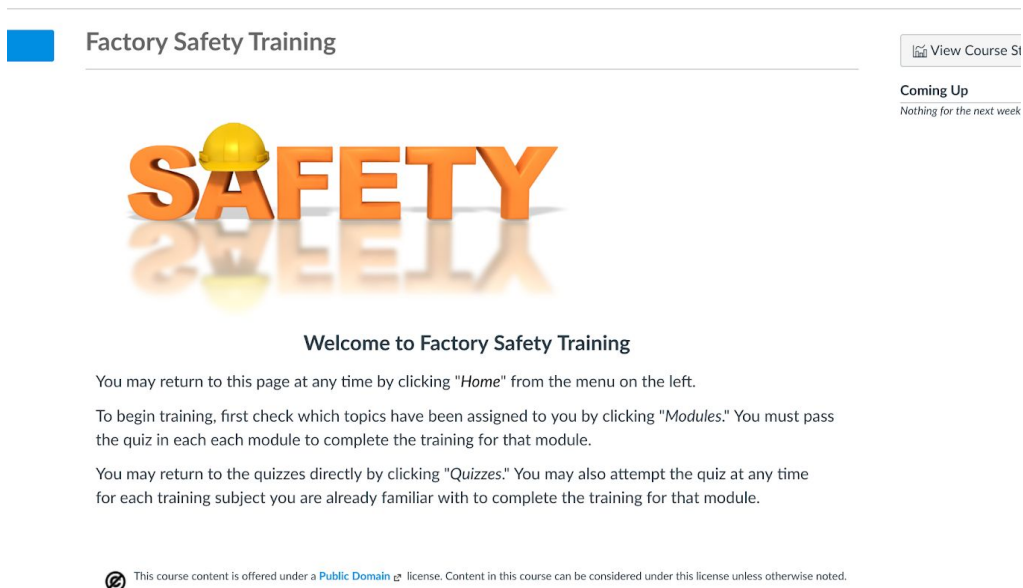 Factory Safety Training
View Course St
Coming Up
Nothing for the next week
SAFETY
Welcome to Factory Safety Training
You may return to this page at any time by clicking "Home" from the menu on the left.
To begin training, first check which topics have been assigned to you by clicking "Modules." You must pass
the quiz in each each module to complete the training for that module.
You may return to the quizzes directly by clicking "Quizzes." You may also attempt the quiz at any time
for each training subject you are already familiar with to complete the training for that module.
This course content is offered under a Public Domain license. Content in this course can be considered under this license unless otherwise noted.